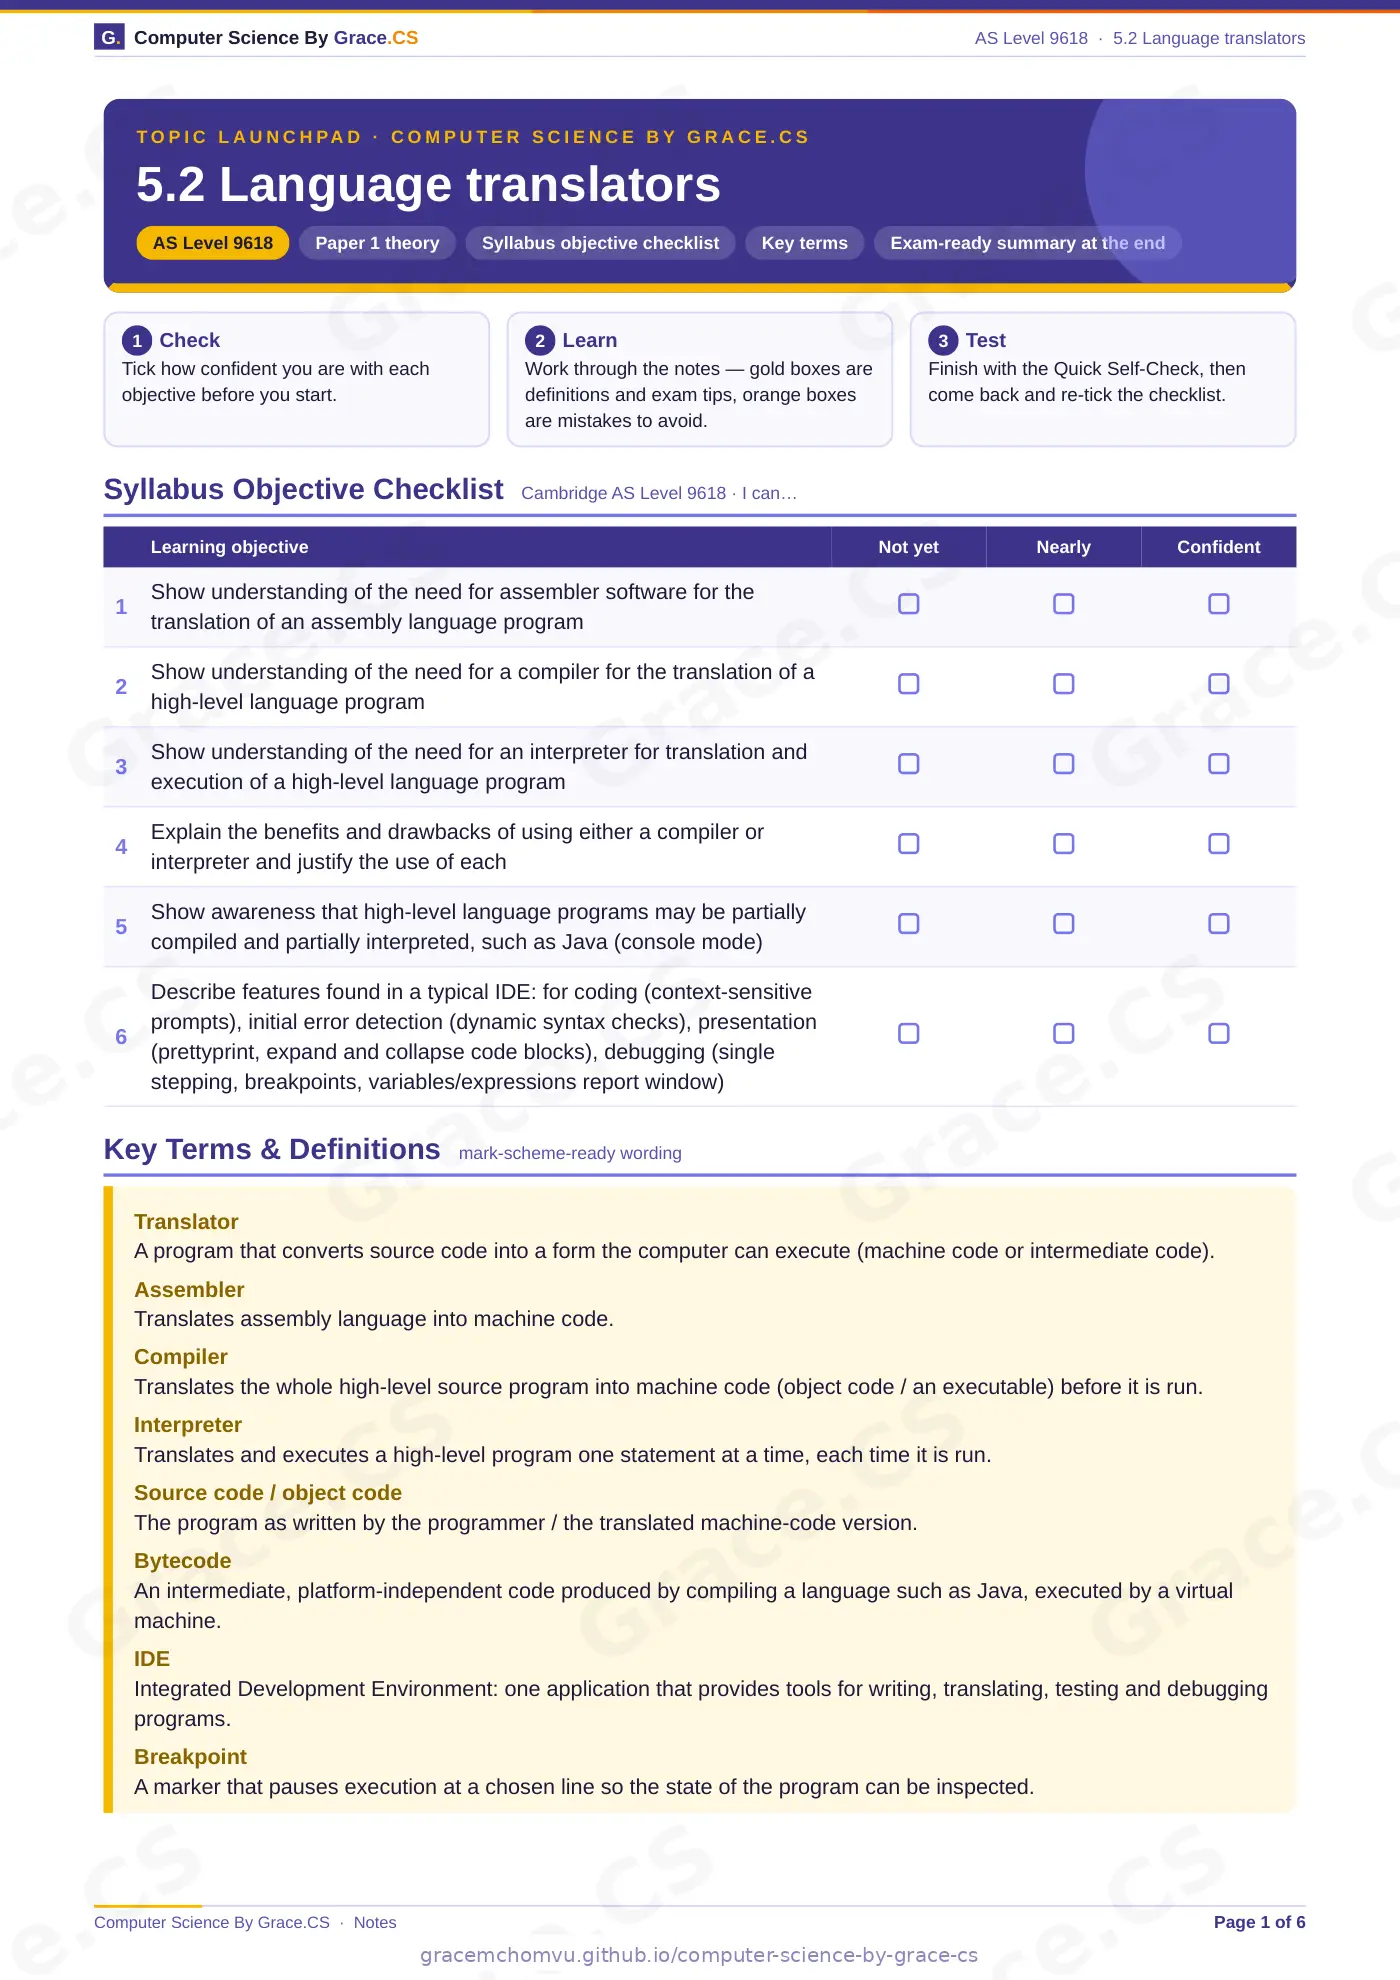 G. Computer Science By Grace.CS
AS Level 9618 · 5.2 Language translators
TOPIC LAUNCHPAD · COMPUTER SCIENCE BY GRACE.CS
5.2 Language translators
AS Level 9618
Paper 1 theory
Syllabus objective checklist
Key terms
Exam-ready summary at the end
1 Check
Tick how confident you are with each
objective before you start.
2 Learn
Work through the notes — gold boxes are
definitions and exam tips, orange boxes
are mistakes to avoid.
3 Test
Finish with the Quick Self-Check, then
come back and re-tick the checklist.
Syllabus Objective Checklist Cambridge AS Level 9618 · I can…
Learning objective Not yet Nearly Confident
1 Show understanding of the need for assembler software for the
translation of an assembly language program
2 Show understanding of the need for a compiler for the translation of a
high-level language program
3 Show understanding of the need for an interpreter for translation and
execution of a high-level language program
4 Explain the benefits and drawbacks of using either a compiler or
interpreter and justify the use of each
5 Show awareness that high-level language programs may be partially
compiled and partially interpreted, such as Java (console mode)
6 Describe features found in a typical IDE: for coding (context-sensitive
prompts), initial error detection (dynamic syntax checks), presentation
(prettyprint, expand and collapse code blocks), debugging (single
stepping, breakpoints, variables/expressions report window)
Key Terms & Definitions mark-scheme-ready wording
Translator
A program that converts source code into a form the computer can execute (machine code or intermediate code).
Assembler
Translates assembly language into machine code.
Compiler
Translates the whole high-level source program into machine code (object code / an executable) before it is run.
Interpreter
Translates and executes a high-level program one statement at a time, each time it is run.
Source code / object code
The program as written by the programmer / the translated machine-code version.
Bytecode
An intermediate, platform-independent code produced by compiling a language such as Java, executed by a virtual
machine.
IDE
Integrated Development Environment: one application that provides tools for writing, translating, testing and debugging
programs.
Breakpoint
A marker that pauses execution at a chosen line so the state of the program can be inspected.
Computer Science By Grace.CS · Notes
Page 1 of 6
gracemchomvu.github.io/computer-science-by-grace-cs